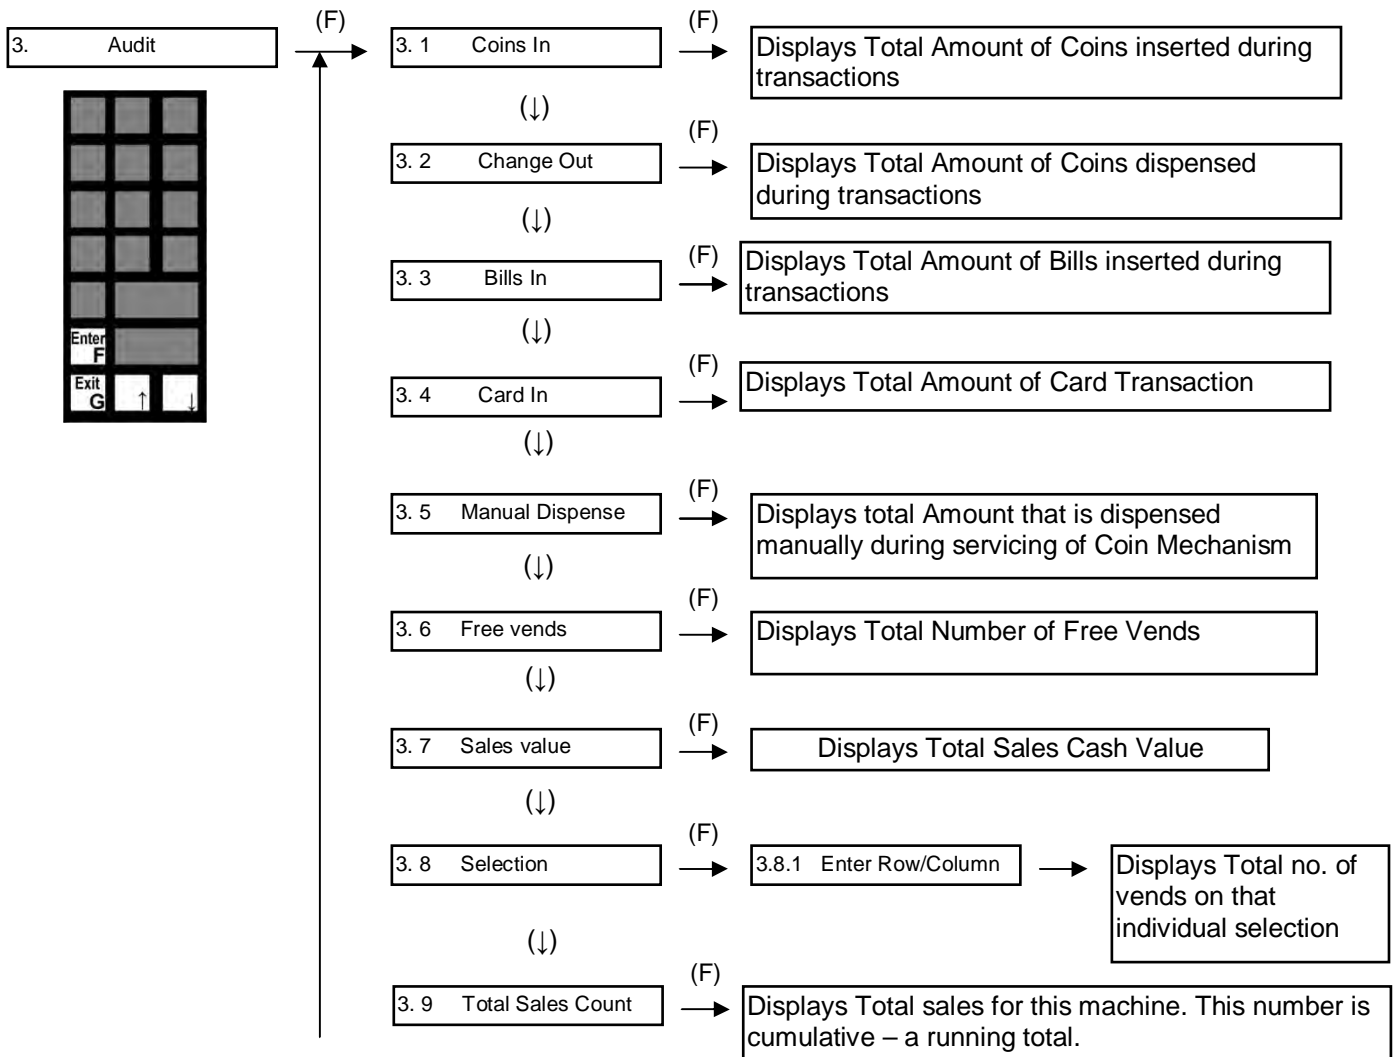 (F)
3. Audit
3. 1 Coins In
(F)
Displays Total Amount of Coins inserted during
transactions
(↓)
3. 2 Change Out
(F)
Displays Total Amount of Coins dispensed
during transactions
(↓)
3. 3 Bills In
(F)
Displays Total Amount of Bills inserted during
transactions
(↓)
Enter
F
Exit
G
↑
↓
3. 4 Card In
(F)
Displays Total Amount of Card Transaction
(↓)
3. 5 Manual Dispense
(F)
Displays total Amount that is dispensed
manually during servicing of Coin Mechanism
(↓)
3. 6 Free vends
(F)
Displays Total Number of Free Vends
(↓)
3. 7 Sales value
(F)
Displays Total Sales Cash Value
(↓)
3. 8 Selection
(F)
3.8.1 Enter Row/Column
Displays Total no. of
vends on that
individual selection
(↓)
3. 9 Total Sales Count
(F)
Displays Total sales for this machine. This number is
cumulative – a running total.